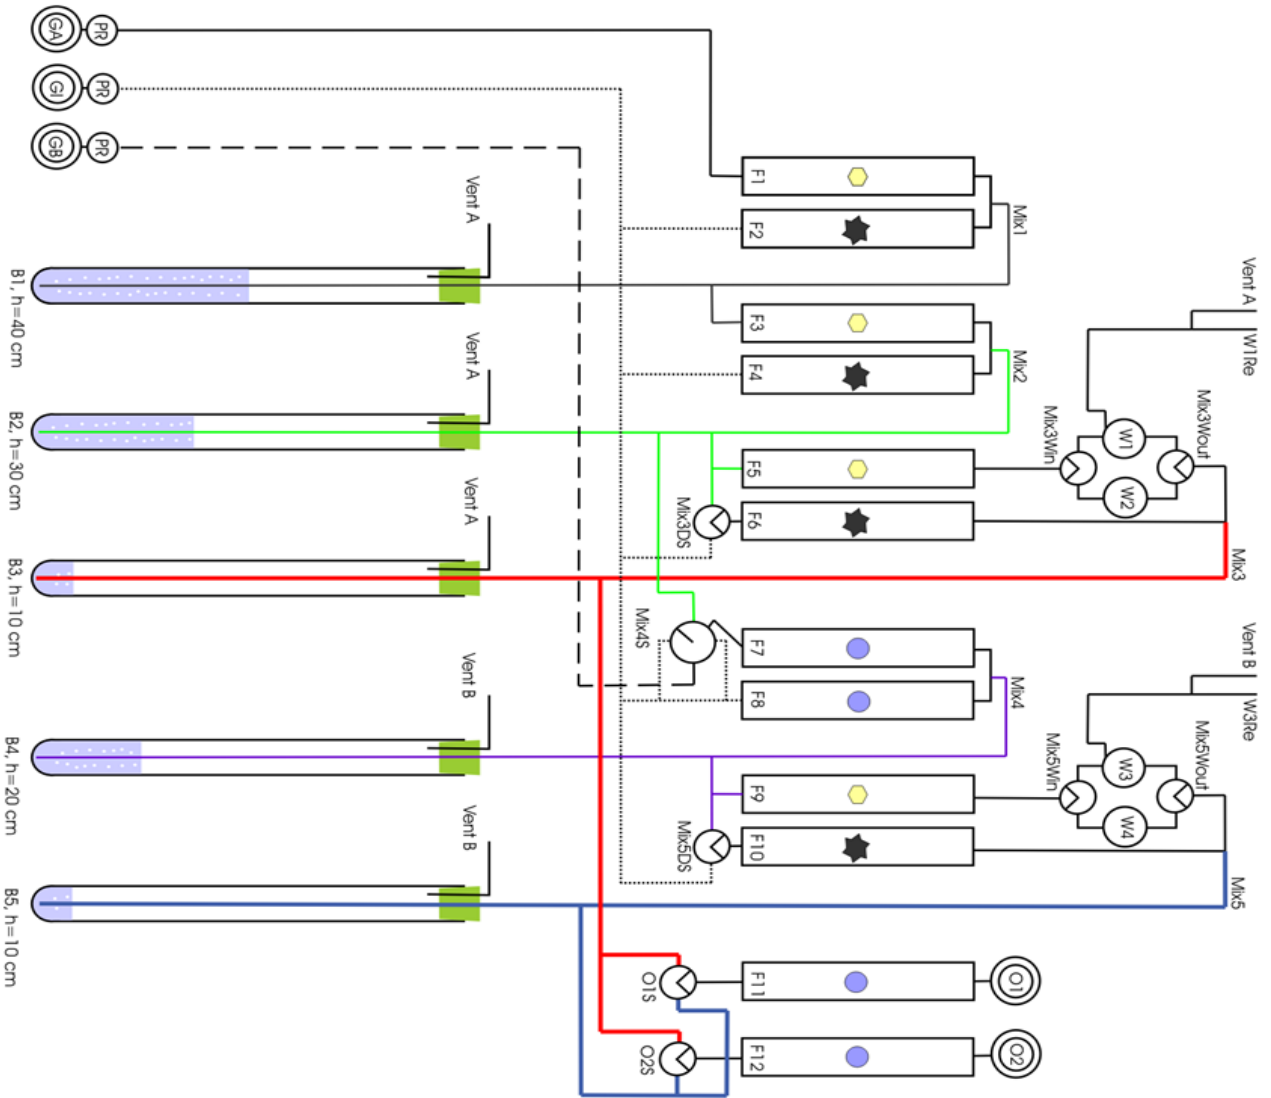 GA
PR
GI
PR
GB
PR
Vent A
B1, h=40 cm
Vent A
B2, h=30 cm
Vent A
B3, h=10 cm
Vent B
B4, h=20 cm
Vent B
B5, h=10 cm
F1
F2
Mix1
F3
F4
Mix2
F5
F6
Mix3DS
Mix3Win
W1
W2
Mix3Wout
Vent A
W1Re
Mix3
Mix4S
F7
F8
Mix4
F9
F10
Mix5DS
Mix5Win
W3
W4
Mix5Wout
Vent B
W3Re
Mix5
O1S
F11
O1
O2S
F12
O2